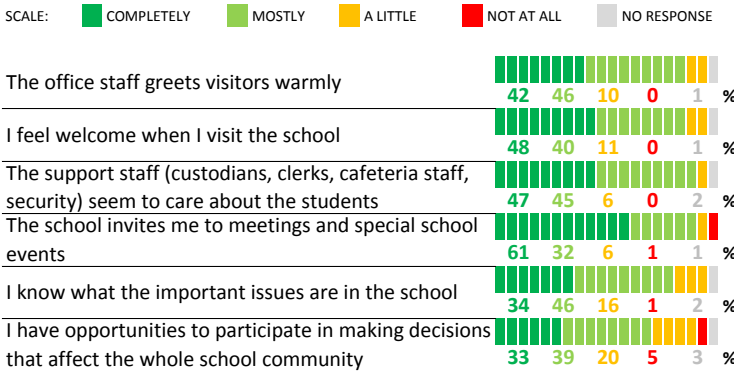 SCALE: COMPLETELY MOSTLY A LITTLE NOT AT ALL NO RESPONSE
The office staff greets visitors warmly
42 46 10 0 1 %
I feel welcome when I visit the school
48 40 11 0 1 %
The support staff (custodians, clerks, cafeteria staff,
security) seem to care about the students
47 45 6 0 2 %
The school invites me to meetings and special school
events
61 32 6 1 1 %
I know what the important issues are in the school
34 46 16 1 2 %
I have opportunities to participate in making decisions
that affect the whole school community
33 39 20 5 3 %